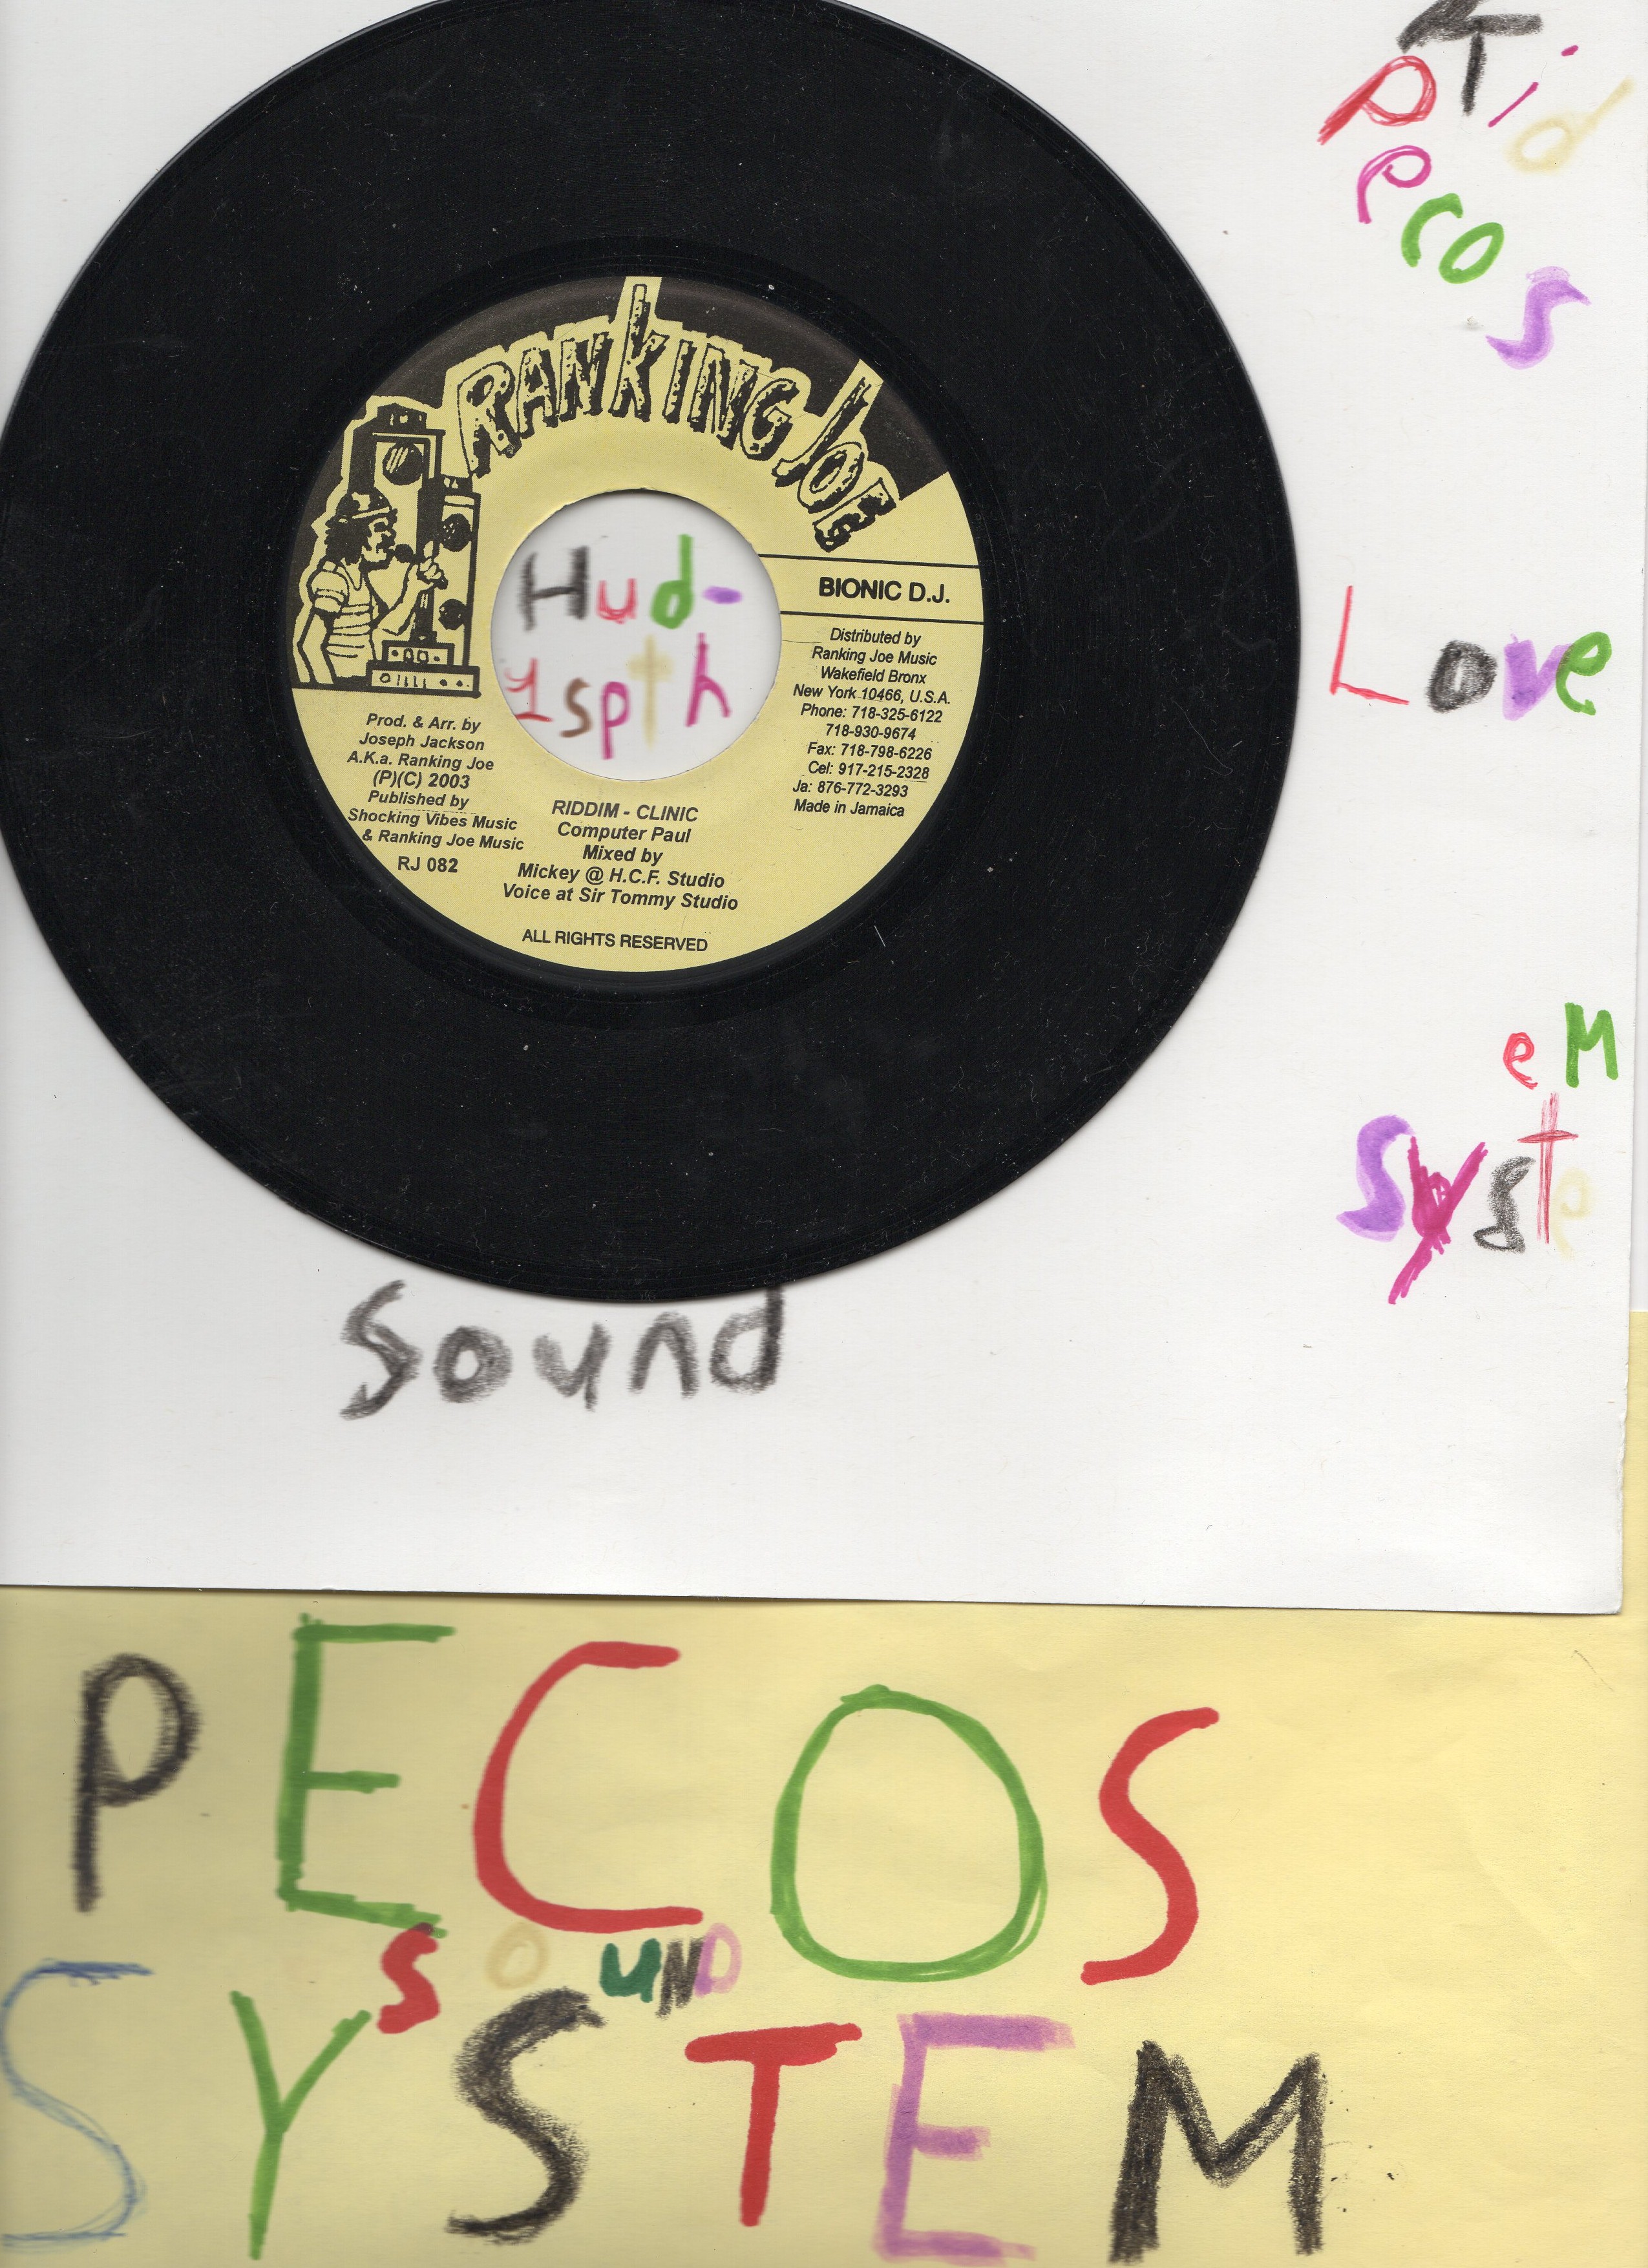 Kid
Pecos
Love
eM
Syste
Sound
RANKING JOE
Hud-
1spth
BIONIC D.J.
Distributed by
Ranking Joe Music
Wakefield Bronx
New York 10466, U.S.A.
Phone: 718-325-6122
718-930-9674
Fax: 718-798-6226
Cel: 917-215-2328
Ja: 876-772-3293
Made in Jamaica
Prod. & Arr. by
Joseph Jackson
A.K.a. Ranking Joe
(P)(C) 2003
Published by
Shocking Vibes Music
& Ranking Joe Music
RJ 082
RIDDIM - CLINIC
Computer Paul
Mixed by
Mickey @ H.C.F. Studio
Voice at Sir Tommy Studio
ALL RIGHTS RESERVED
PECOS
SOUND
SYSTEM